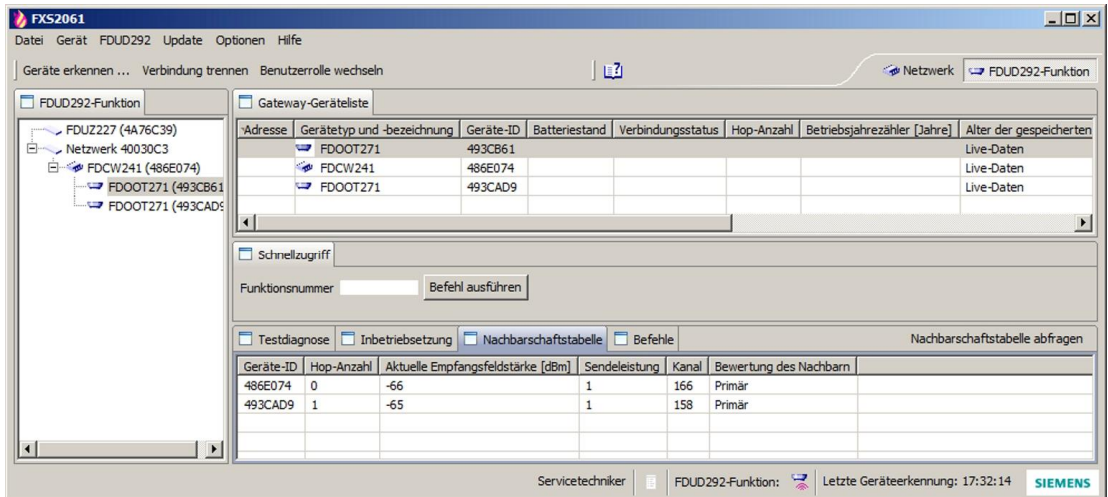 FXS2061
Datei Gerät FDUD292 Update Optionen Hilfe
Geräte erkennen ... Verbindung trennen Benutzerrolle wechseln
Netzwerk FDUD292-Funktion
FDUD292-Funktion
FDUZ227 (4A76C39)
Netzwerk 40030C3
FDCW241 (486E074)
FDOOT271 (493CB61
FDOOT271 (493CAD9
Gateway-Geräteliste
Adresse Gerätetyp und -bezeichnung Geräte-ID Batteriestand Verbindungsstatus Hop-Anzahl Betriebsjahrezähler [Jahre] Alter der gespeicherten
FDOOT271 493CB61 Live-Daten
FDCW241 486E074 Live-Daten
FDOOT271 493CAD9 Live-Daten
Schnellzugriff
Funktionsnummer Befehl ausführen
Testdiagnose Inbetriebsetzung Nachbarschaftstabelle Befehle Nachbarschaftstabelle abfragen
Geräte-ID Hop-Anzahl Aktuelle Empfangsfeldstärke [dBm] Sendeleistung Kanal Bewertung des Nachbarn
486E074 0 -66 1 166 Primär
493CAD9 1 -65 1 158 Primär
Servicetechniker FDUD292-Funktion: Letzte Geräteerkennung: 17:32:14 SIEMENS